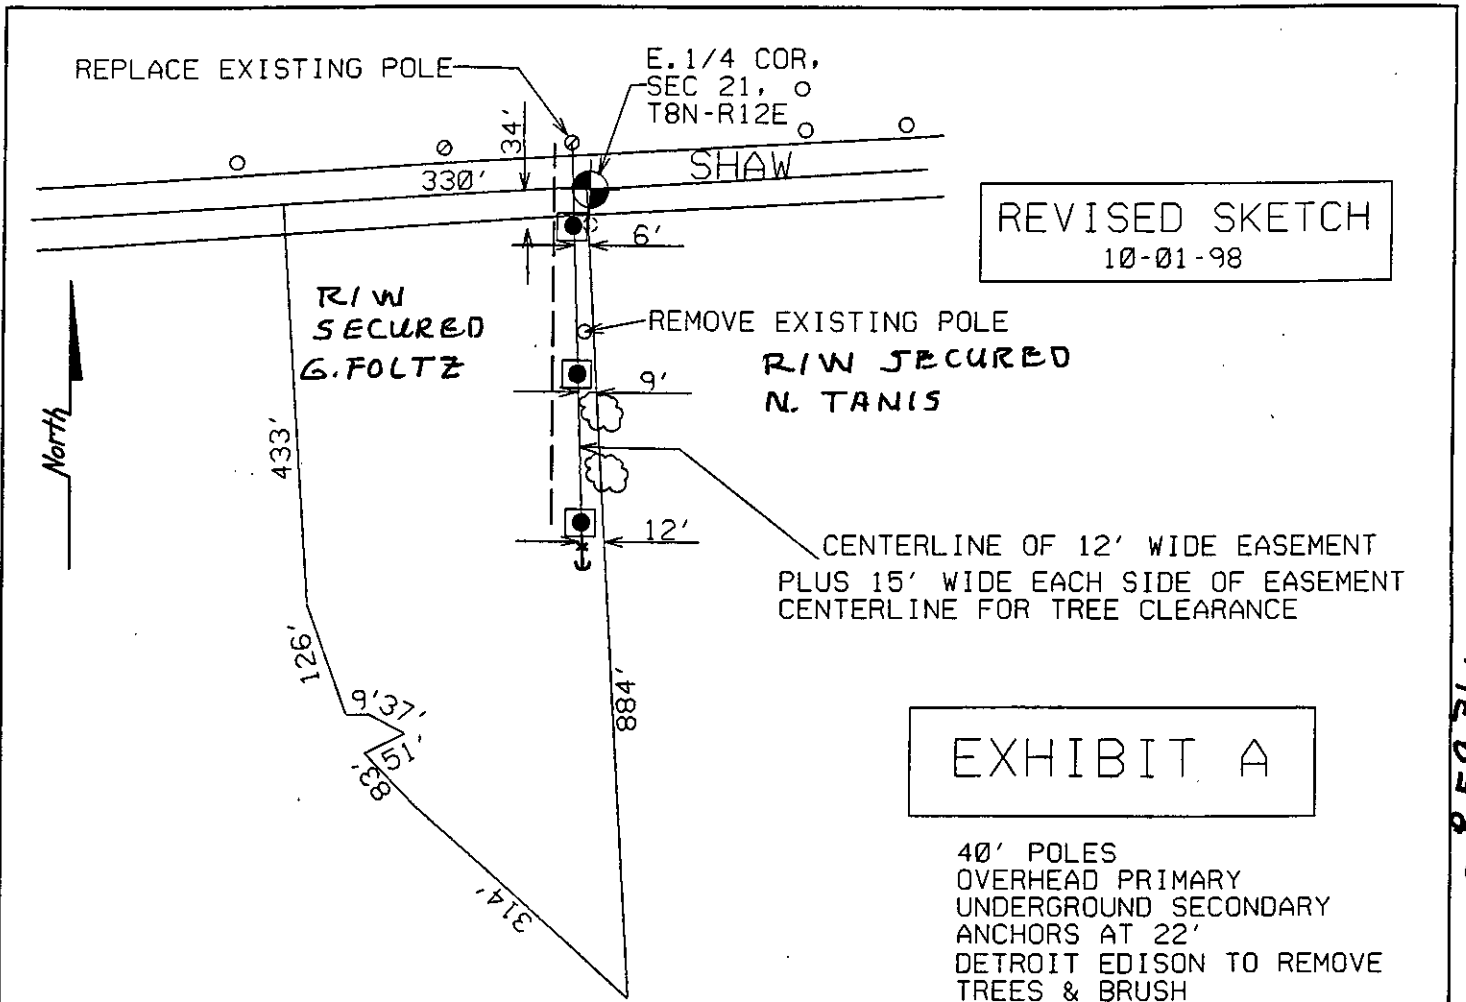 REPLACE EXISTING POLE
E.1/4 COR,
SEC 21,
T8N-R12E
34'
330'
SHAW
REVISED SKETCH
10-01-98
6'
R/W
SECURED
G.FOLTZ
REMOVE EXISTING POLE
R/W SECURED
N. TANIS
9'
North
433'
12'
CENTERLINE OF 12' WIDE EASEMENT
PLUS 15' WIDE EACH SIDE OF EASEMENT
CENTERLINE FOR TREE CLEARANCE
126'
884'
9'37'
51'
83'
EXHIBIT A
314'
40' POLES
OVERHEAD PRIMARY
UNDERGROUND SECONDARY
ANCHORS AT 22'
DETROIT EDISON TO REMOVE
TREES & BRUSH